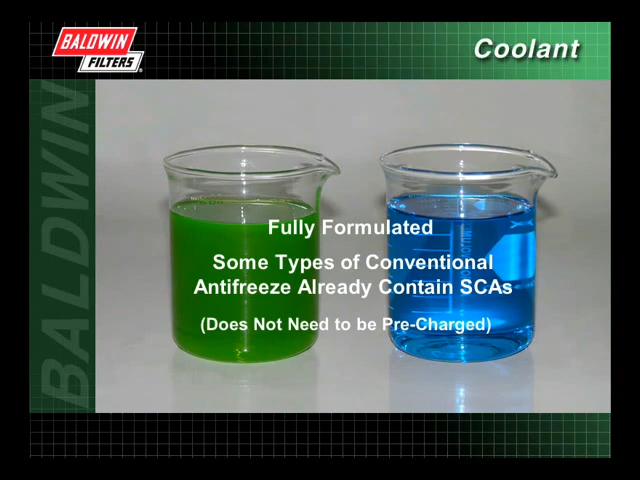 BALDWIN
FILTERS
Coolant
BALDWIN
Fully Formulated
Some Types of Conventional
Antifreeze Already Contain SCAs
(Does Not Need to be Pre-Charged)